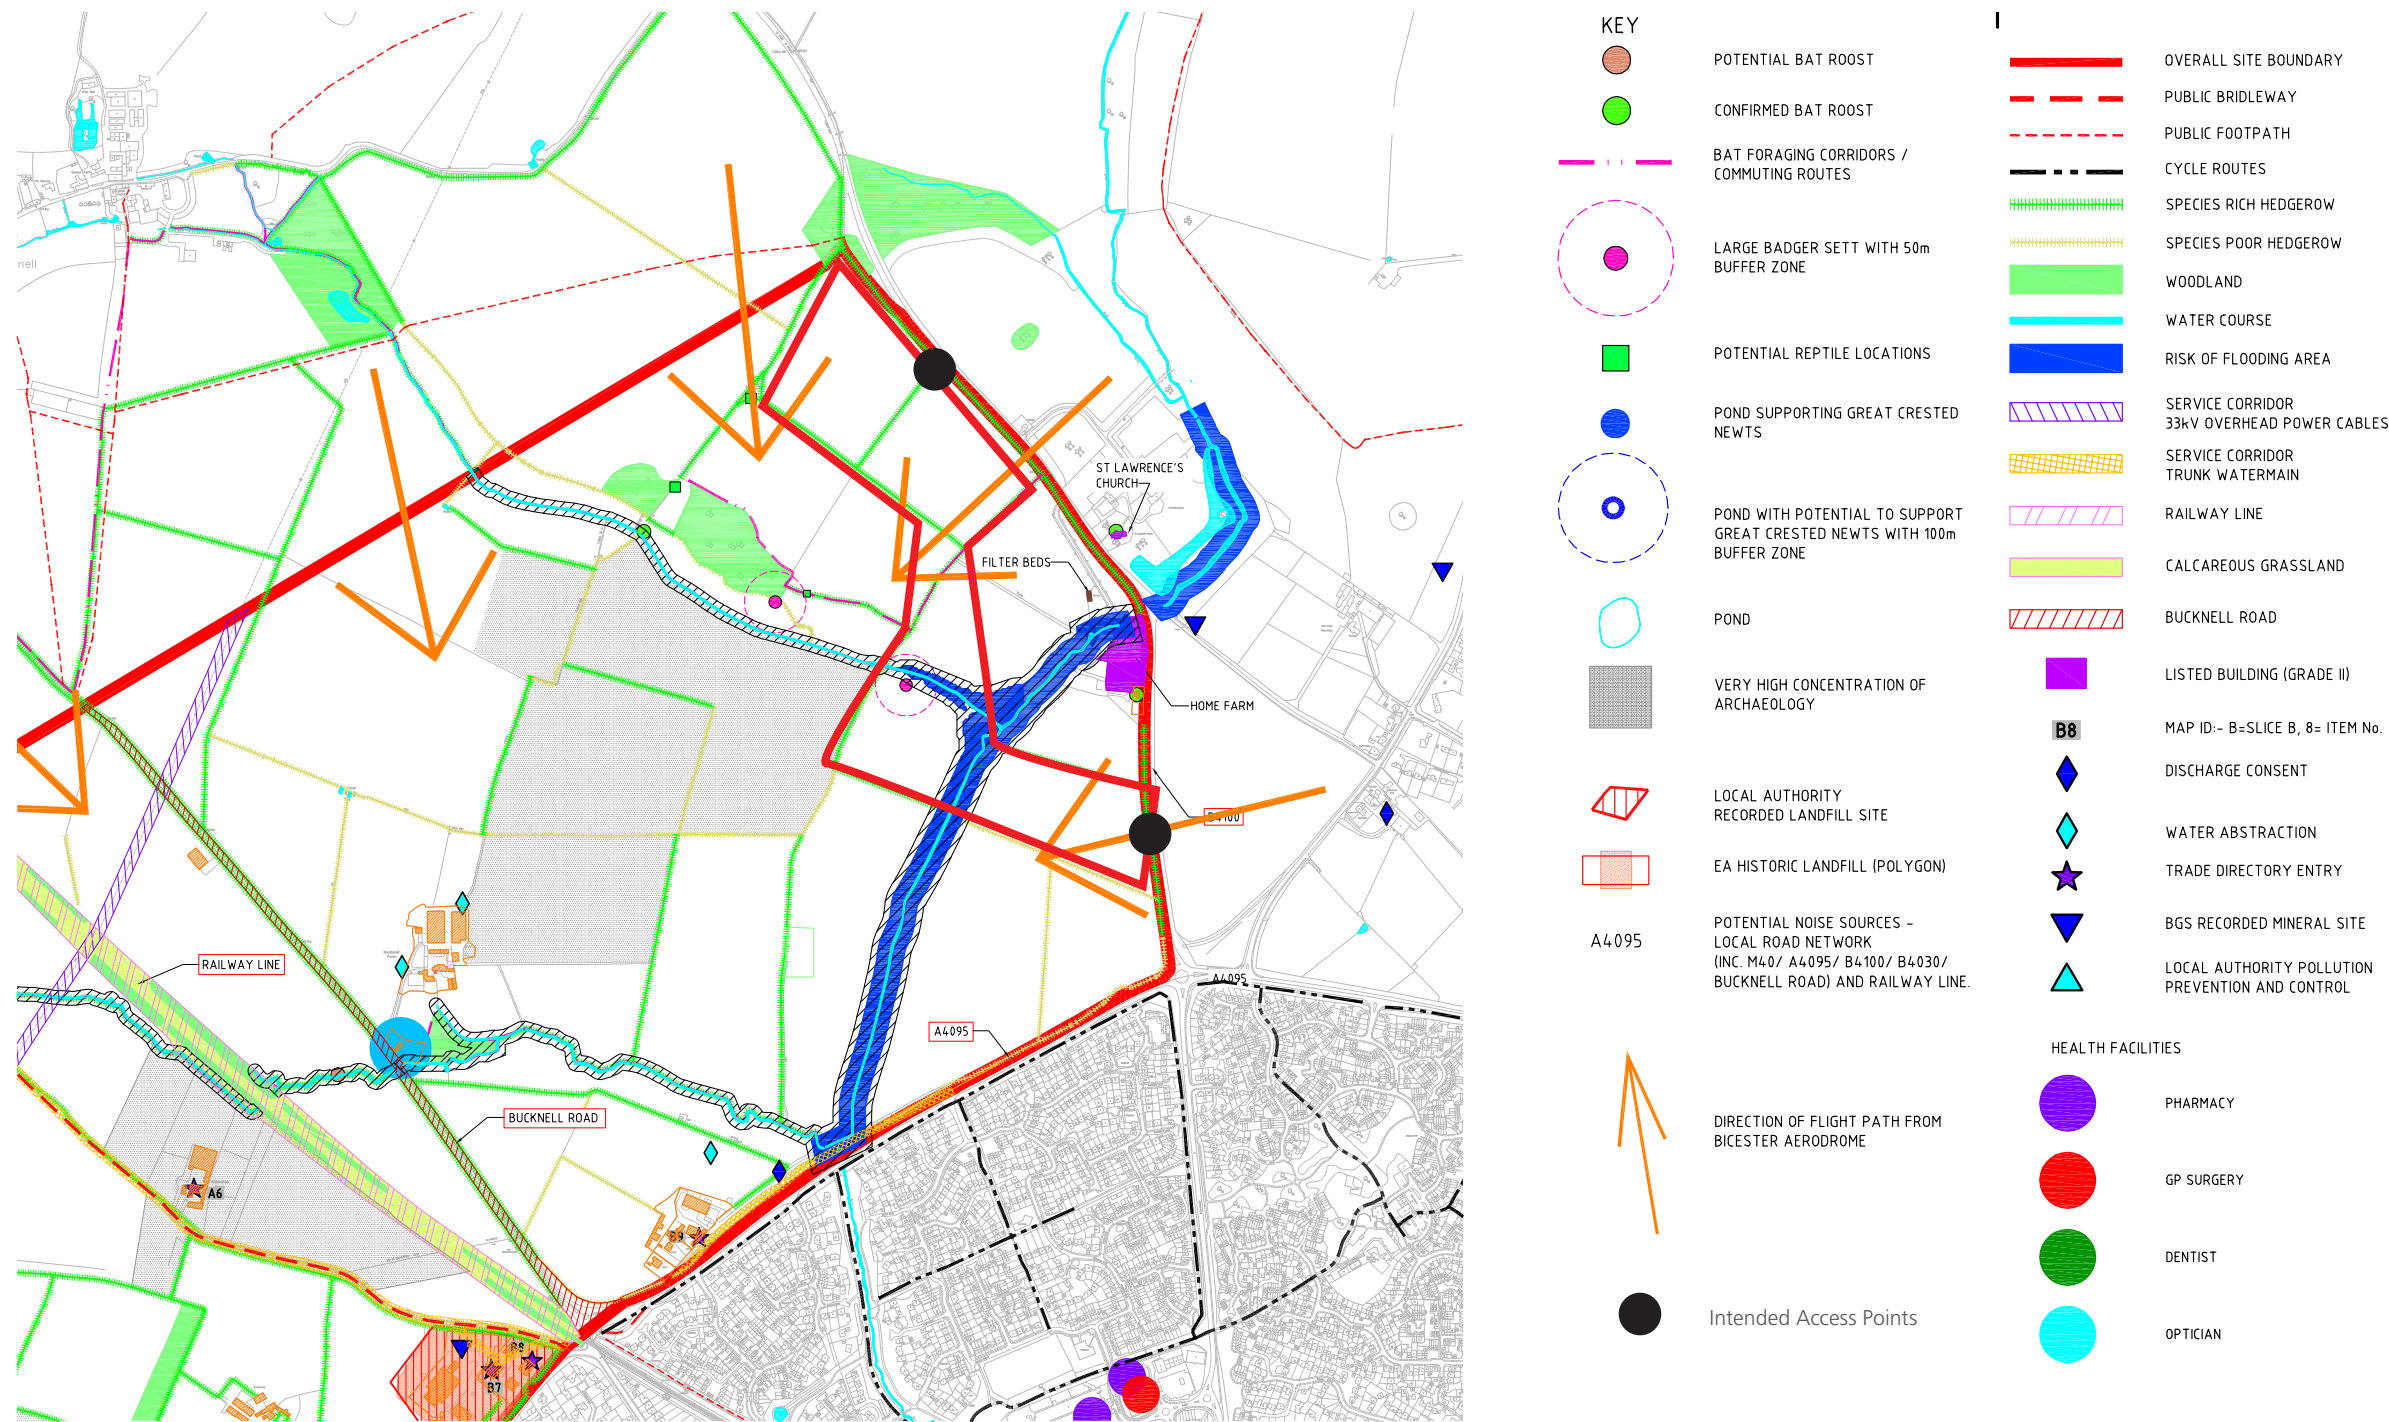 nell
ST LAWRENCE'S
CHURCH
FILTER BEDS
HOME FARM
B4100
RAILWAY LINE
A4095
A4095
BUCKNELL ROAD
A6
B9
B8
B7
KEY
POTENTIAL BAT ROOST
CONFIRMED BAT ROOST
BAT FORAGING CORRIDORS /
COMMUTING ROUTES
LARGE BADGER SETT WITH 50m
BUFFER ZONE
POTENTIAL REPTILE LOCATIONS
POND SUPPORTING GREAT CRESTED
NEWTS
POND WITH POTENTIAL TO SUPPORT
GREAT CRESTED NEWTS WITH 100m
BUFFER ZONE
POND
VERY HIGH CONCENTRATION OF
ARCHAEOLOGY
LOCAL AUTHORITY
RECORDED LANDFILL SITE
EA HISTORIC LANDFILL (POLYGON)
A4095
POTENTIAL NOISE SOURCES -
LOCAL ROAD NETWORK
(INC. M40/ A4095/ B4100/ B4030/
BUCKNELL ROAD) AND RAILWAY LINE.
DIRECTION OF FLIGHT PATH FROM
BICESTER AERODROME
Intended Access Points
OVERALL SITE BOUNDARY
PUBLIC BRIDLEWAY
PUBLIC FOOTPATH
CYCLE ROUTES
SPECIES RICH HEDGEROW
SPECIES POOR HEDGEROW
WOODLAND
WATER COURSE
RISK OF FLOODING AREA
SERVICE CORRIDOR
33kV OVERHEAD POWER CABLES
SERVICE CORRIDOR
TRUNK WATERMAIN
RAILWAY LINE
CALCAREOUS GRASSLAND
BUCKNELL ROAD
LISTED BUILDING (GRADE II)
B8
MAP ID:- B=SLICE B, 8= ITEM No.
DISCHARGE CONSENT
WATER ABSTRACTION
TRADE DIRECTORY ENTRY
BGS RECORDED MINERAL SITE
LOCAL AUTHORITY POLLUTION
PREVENTION AND CONTROL
HEALTH FACILITIES
PHARMACY
GP SURGERY
DENTIST
OPTICIAN